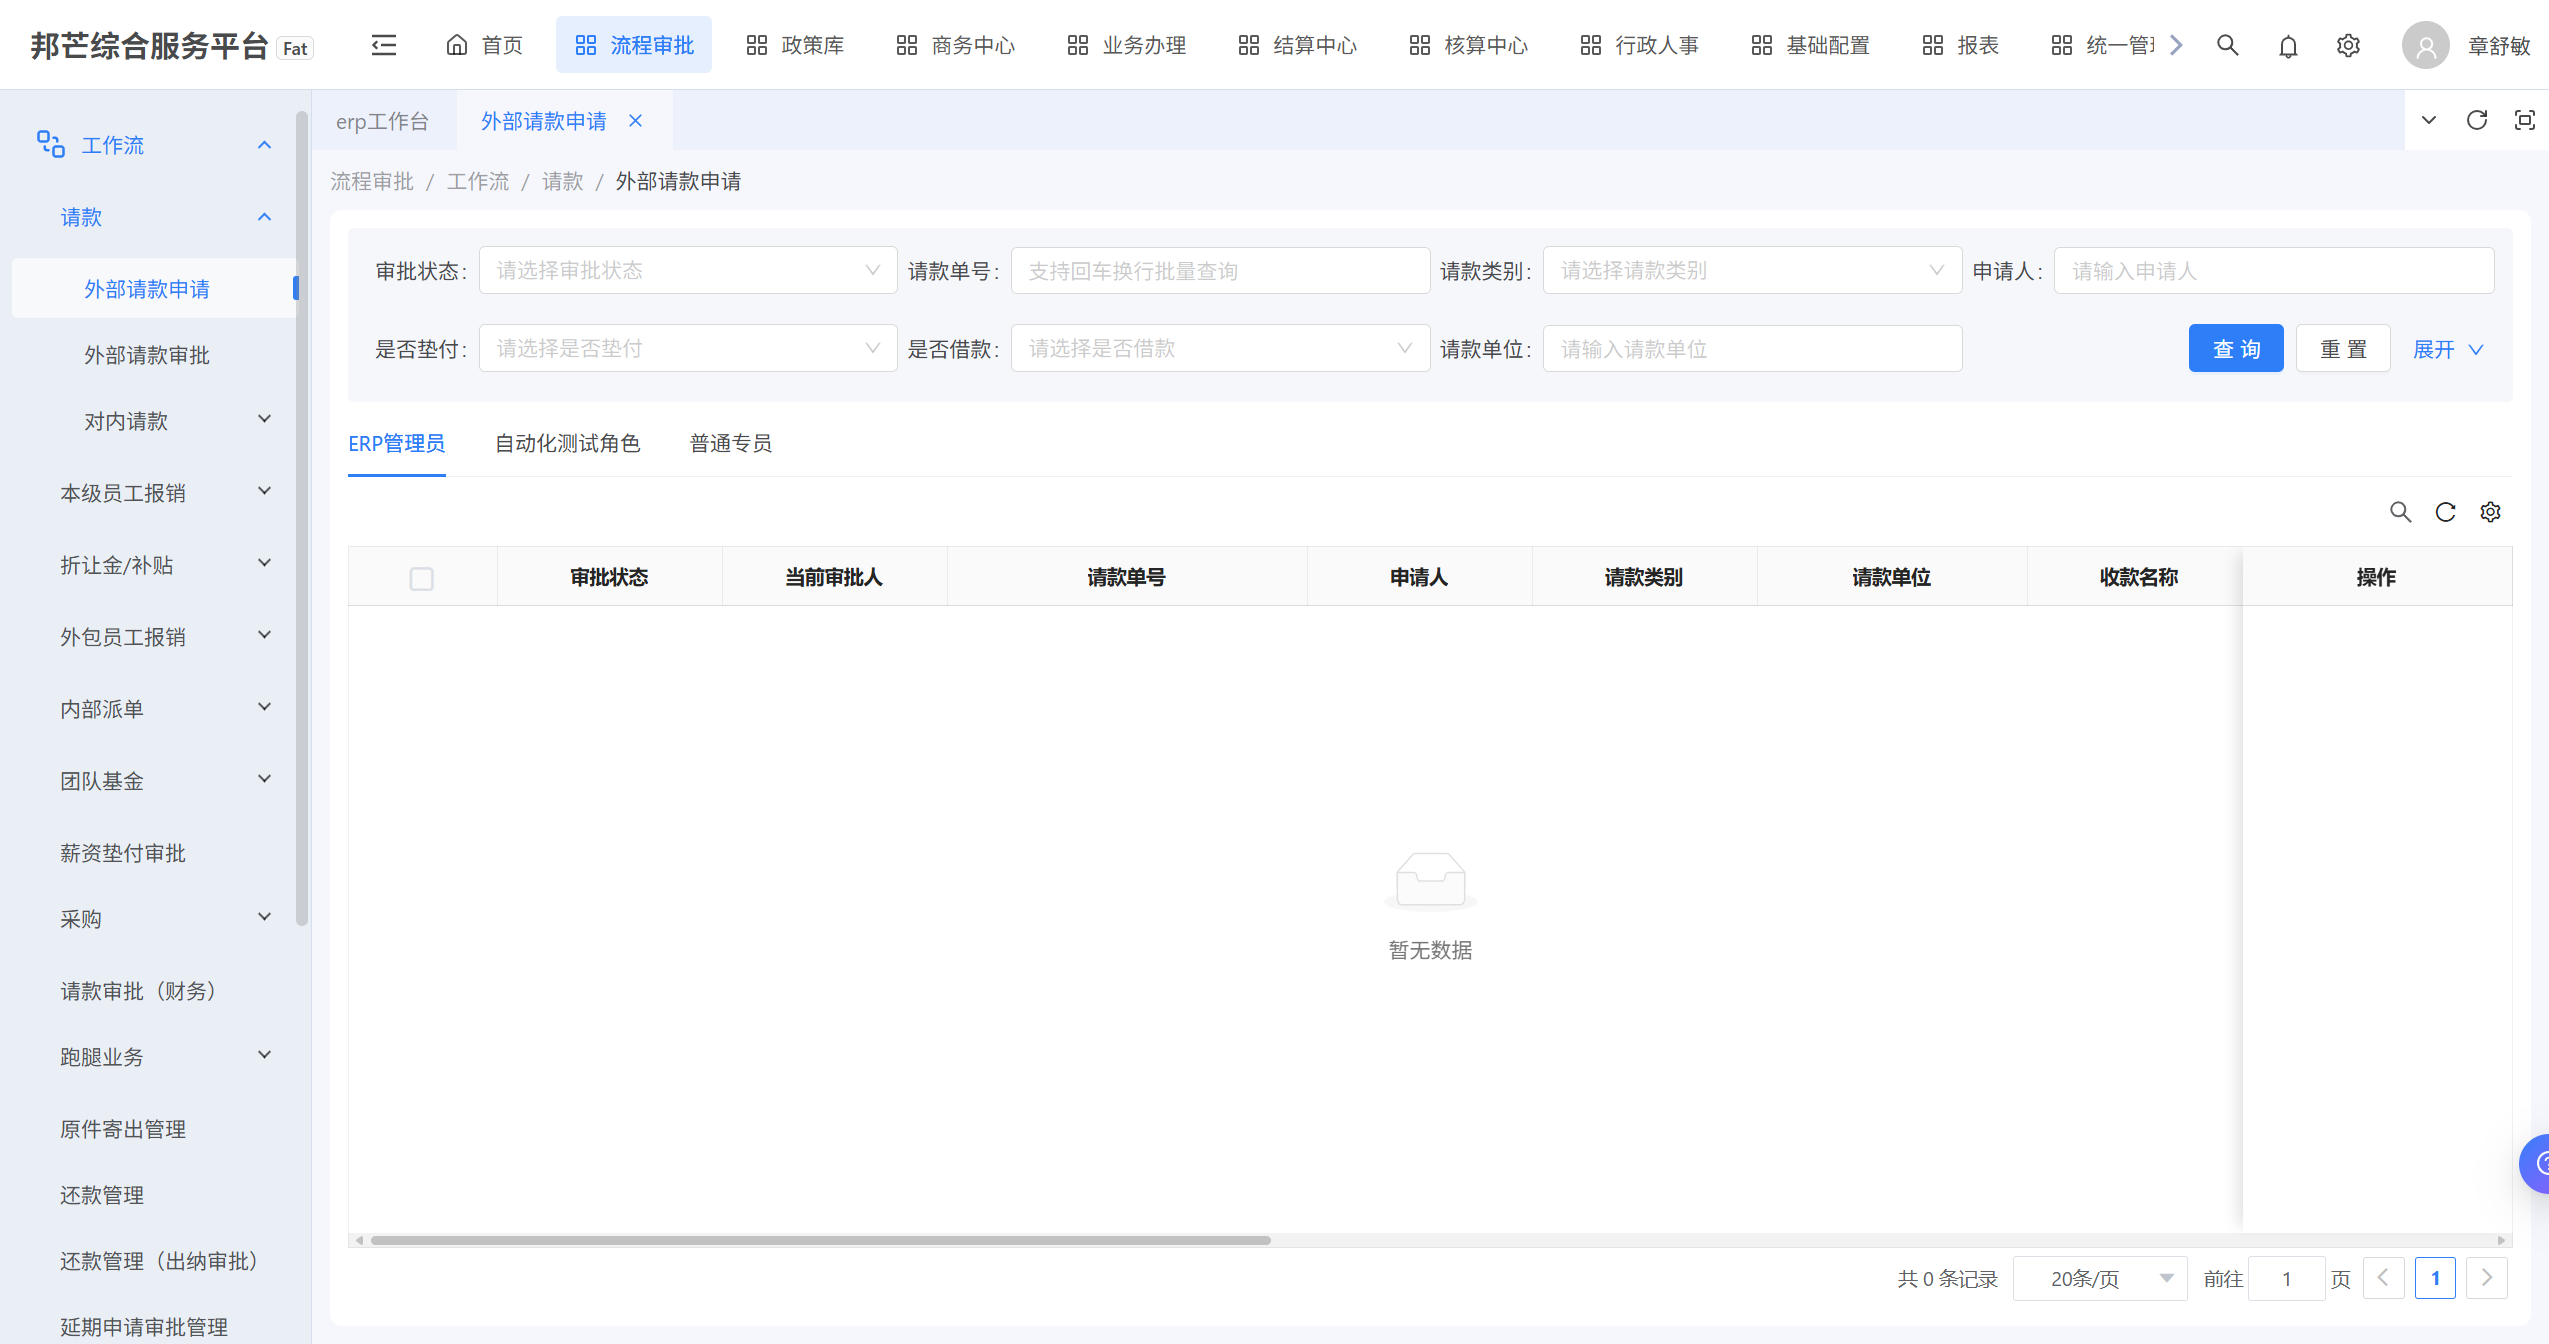 邦芒综合服务平台 Fat
首页 流程审批 政策库 商务中心 业务办理 结算中心 核算中心 行政人事 基础配置 报表 统一管
章舒敏
erp工作台 外部请款申请
流程审批 / 工作流 / 请款 / 外部请款申请
工作流
请款
外部请款申请
外部请款审批
对内请款
本级员工报销
折让金/补贴
外包员工报销
内部派单
团队基金
薪资垫付审批
采购
请款审批（财务）
跑腿业务
原件寄出管理
还款管理
还款管理（出纳审批）
延期申请审批管理
审批状态: 请选择审批状态 请款单号: 支持回车换行批量查询 请款类别: 请选择请款类别 申请人: 请输入申请人
是否垫付: 请选择是否垫付 是否借款: 请选择是否借款 请款单位: 请输入请款单位 查 询 重 置 展开
ERP管理员 自动化测试角色 普通专员
审批状态 当前审批人 请款单号 申请人 请款类别 请款单位 收款名称 操作
暂无数据
共 0 条记录 20条/页 前往 1 页 1